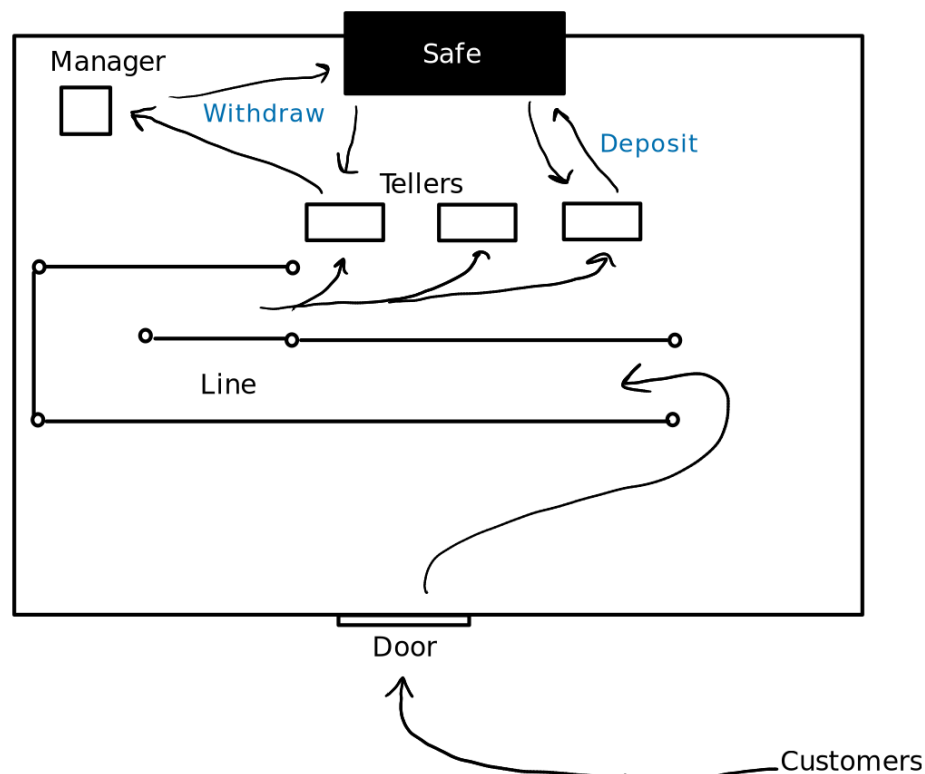 Safe
Manager
Withdraw
Deposit
Tellers
Line
Door
Customers